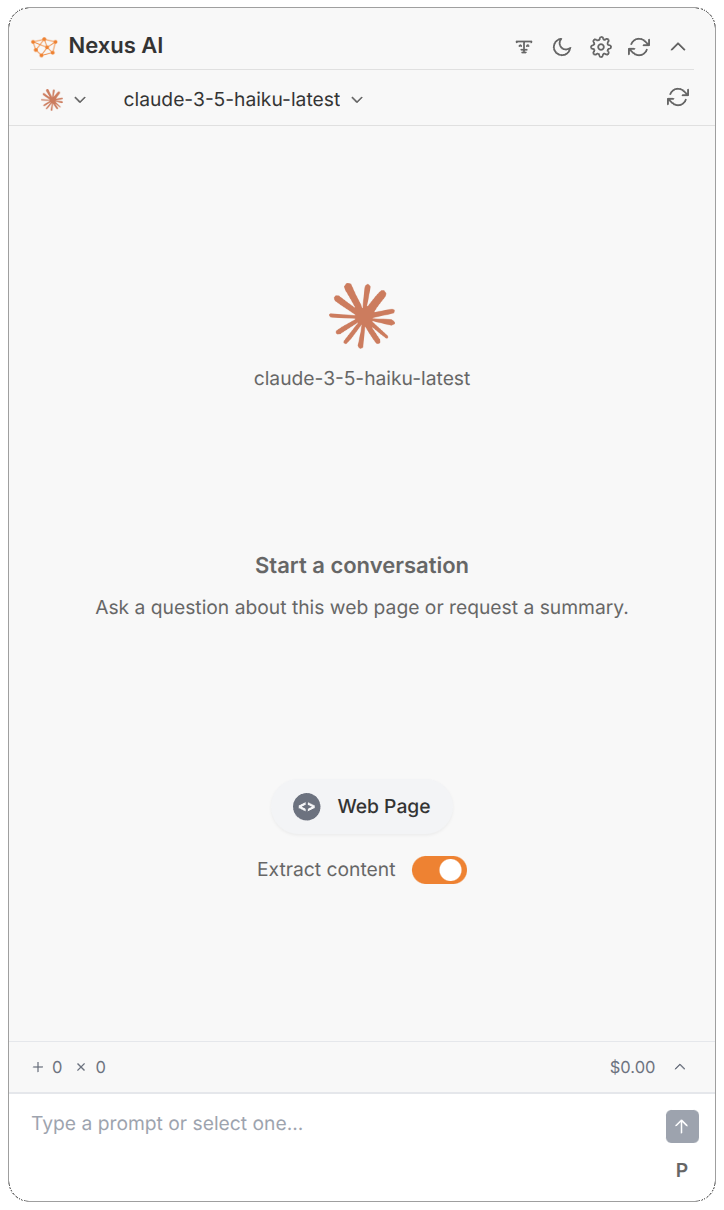 Nexus AI
claude-3-5-haiku-latest
claude-3-5-haiku-latest
Start a conversation
Ask a question about this web page or request a summary.
<> Web Page
Extract content
+ 0 × 0 $0.00
Type a prompt or select one...
P